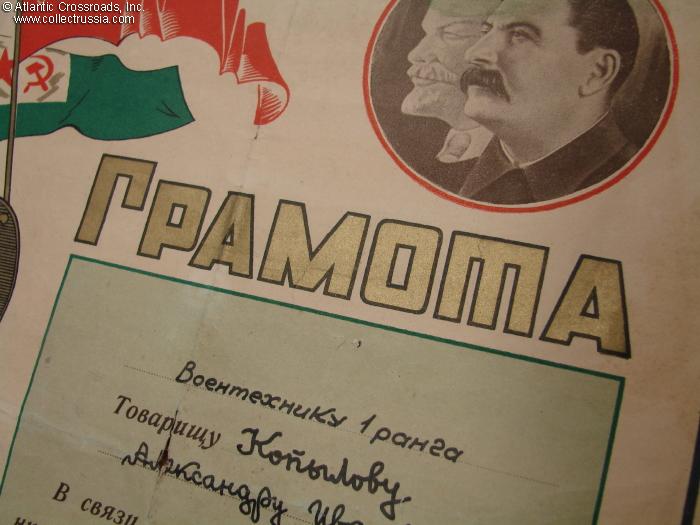 © Atlantic Crossroads, Inc.
www.collectrussia.com
ГРАМОТА
Воентехнику 1 ранга
Товарищу Копылову
Александру
В связи